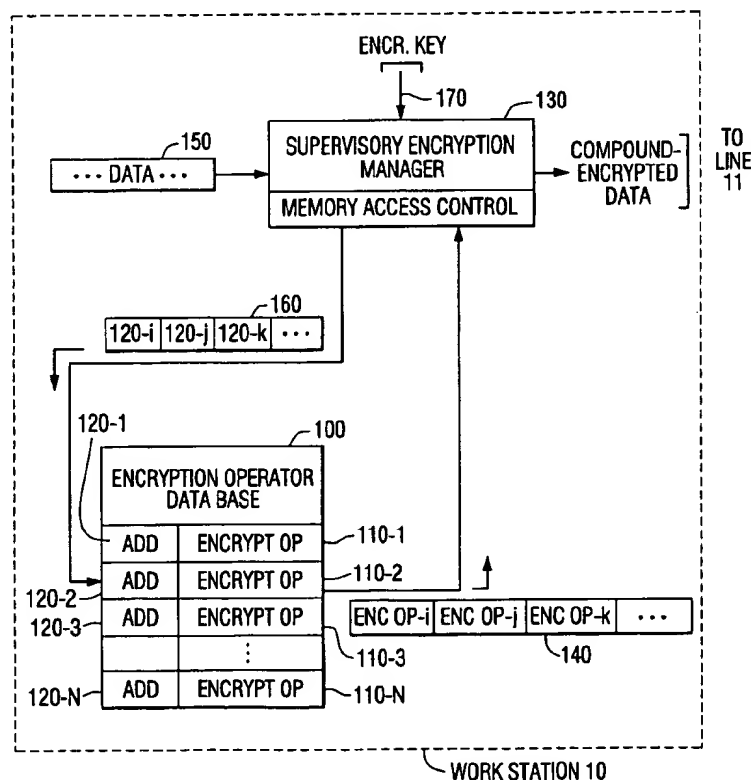 ENCR. KEY
170
130
150
SUPERVISORY ENCRYPTION
MANAGER
··· DATA ···
MEMORY ACCESS CONTROL
COMPOUND-
ENCRYPTED
DATA
TO
LINE
11
160
120-i 120-j 120-k ···
120-1
100
ENCRYPTION OPERATOR
DATA BASE
ADD ENCRYPT OP 110-1
ADD ENCRYPT OP 110-2
120-2
120-3 ADD ENCRYPT OP
110-3
⋮
120-N ADD ENCRYPT OP 110-N
ENC OP-i ENC OP-j ENC OP-k ···
140
WORK STATION 10